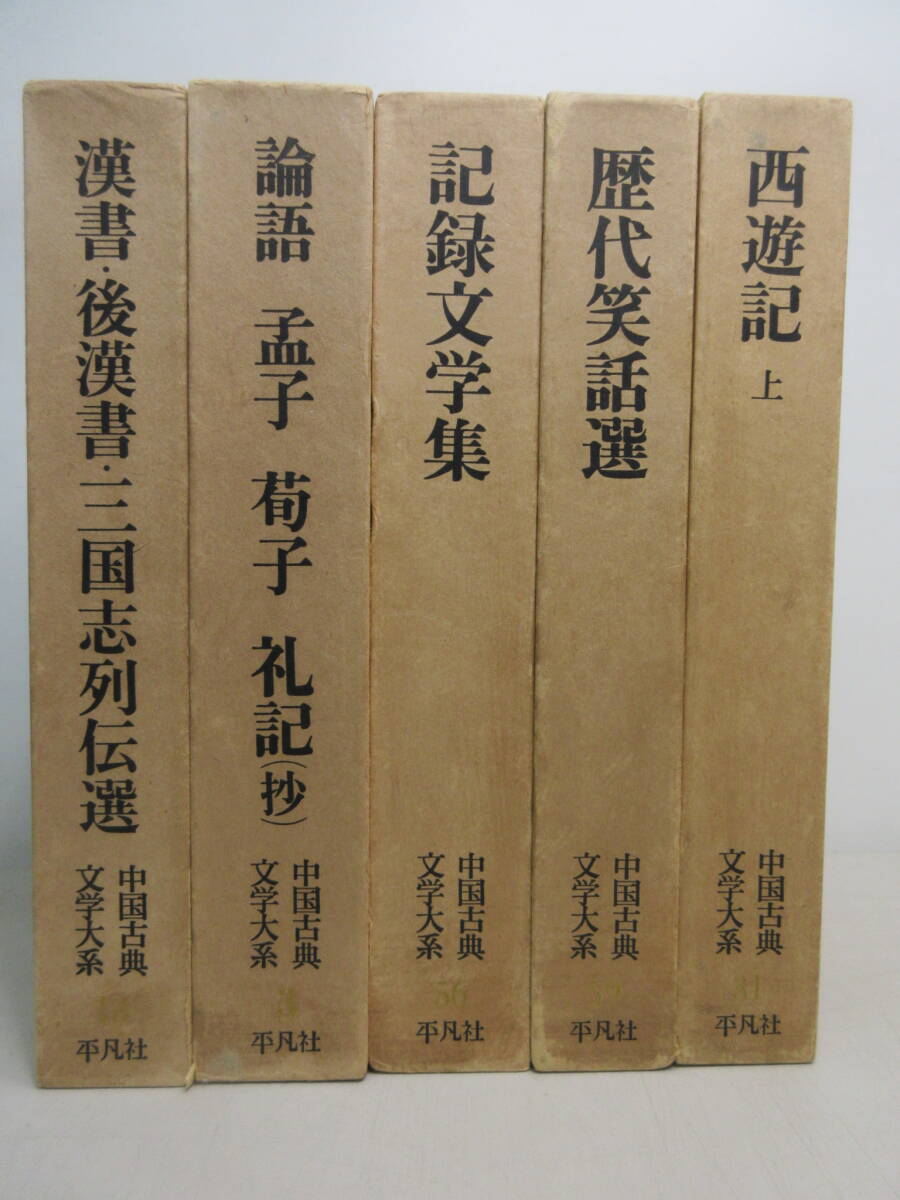 漢書・後漢書・三国志列伝選
中国古典
文学大系
13
平凡社
論語 孟子 荀子 礼記(抄)
中国古典
文学大系
3
平凡社
記録文学集
中国古典
文学大系
56
平凡社
歴代笑話選
中国古典
文学大系
59
平凡社
西遊記 上
中国古典
文学大系
31
平凡社